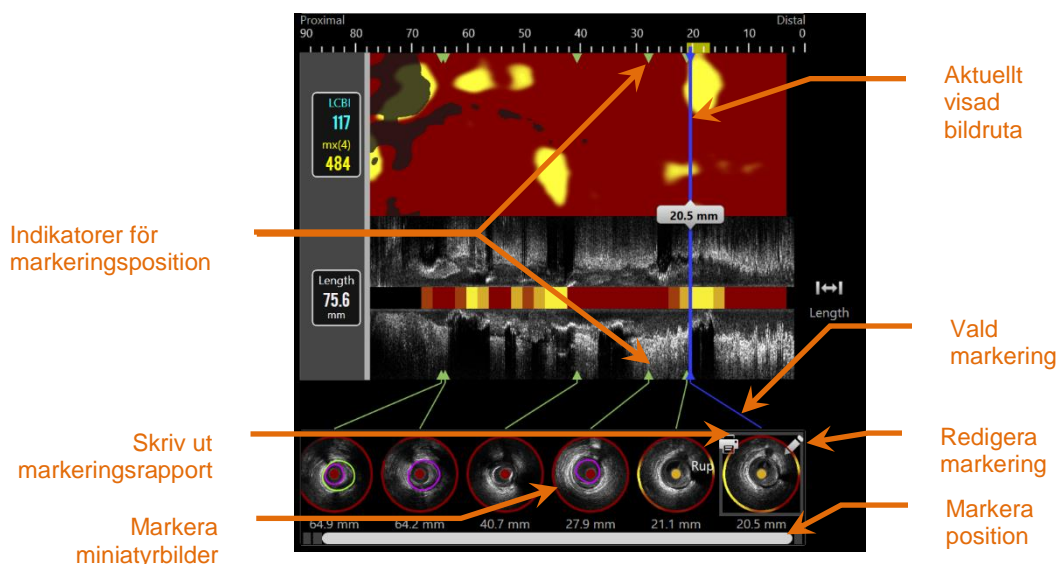 Proximal
Distal
90 80 70 60 50 40 30 20 10 0
LCBI
117
mx(4)
484
Aktuellt
visad
bildruta
20.5 mm
Indikatorer för
markeringsposition
Length
75.6
mm
Length
Vald
markering
Skriv ut
markeringsrapport
Redigera
markering
Rup
Markera
miniatyrbilder
64.9 mm 64.2 mm 40.7 mm 27.9 mm 21.1 mm 20.5 mm
Markera
position